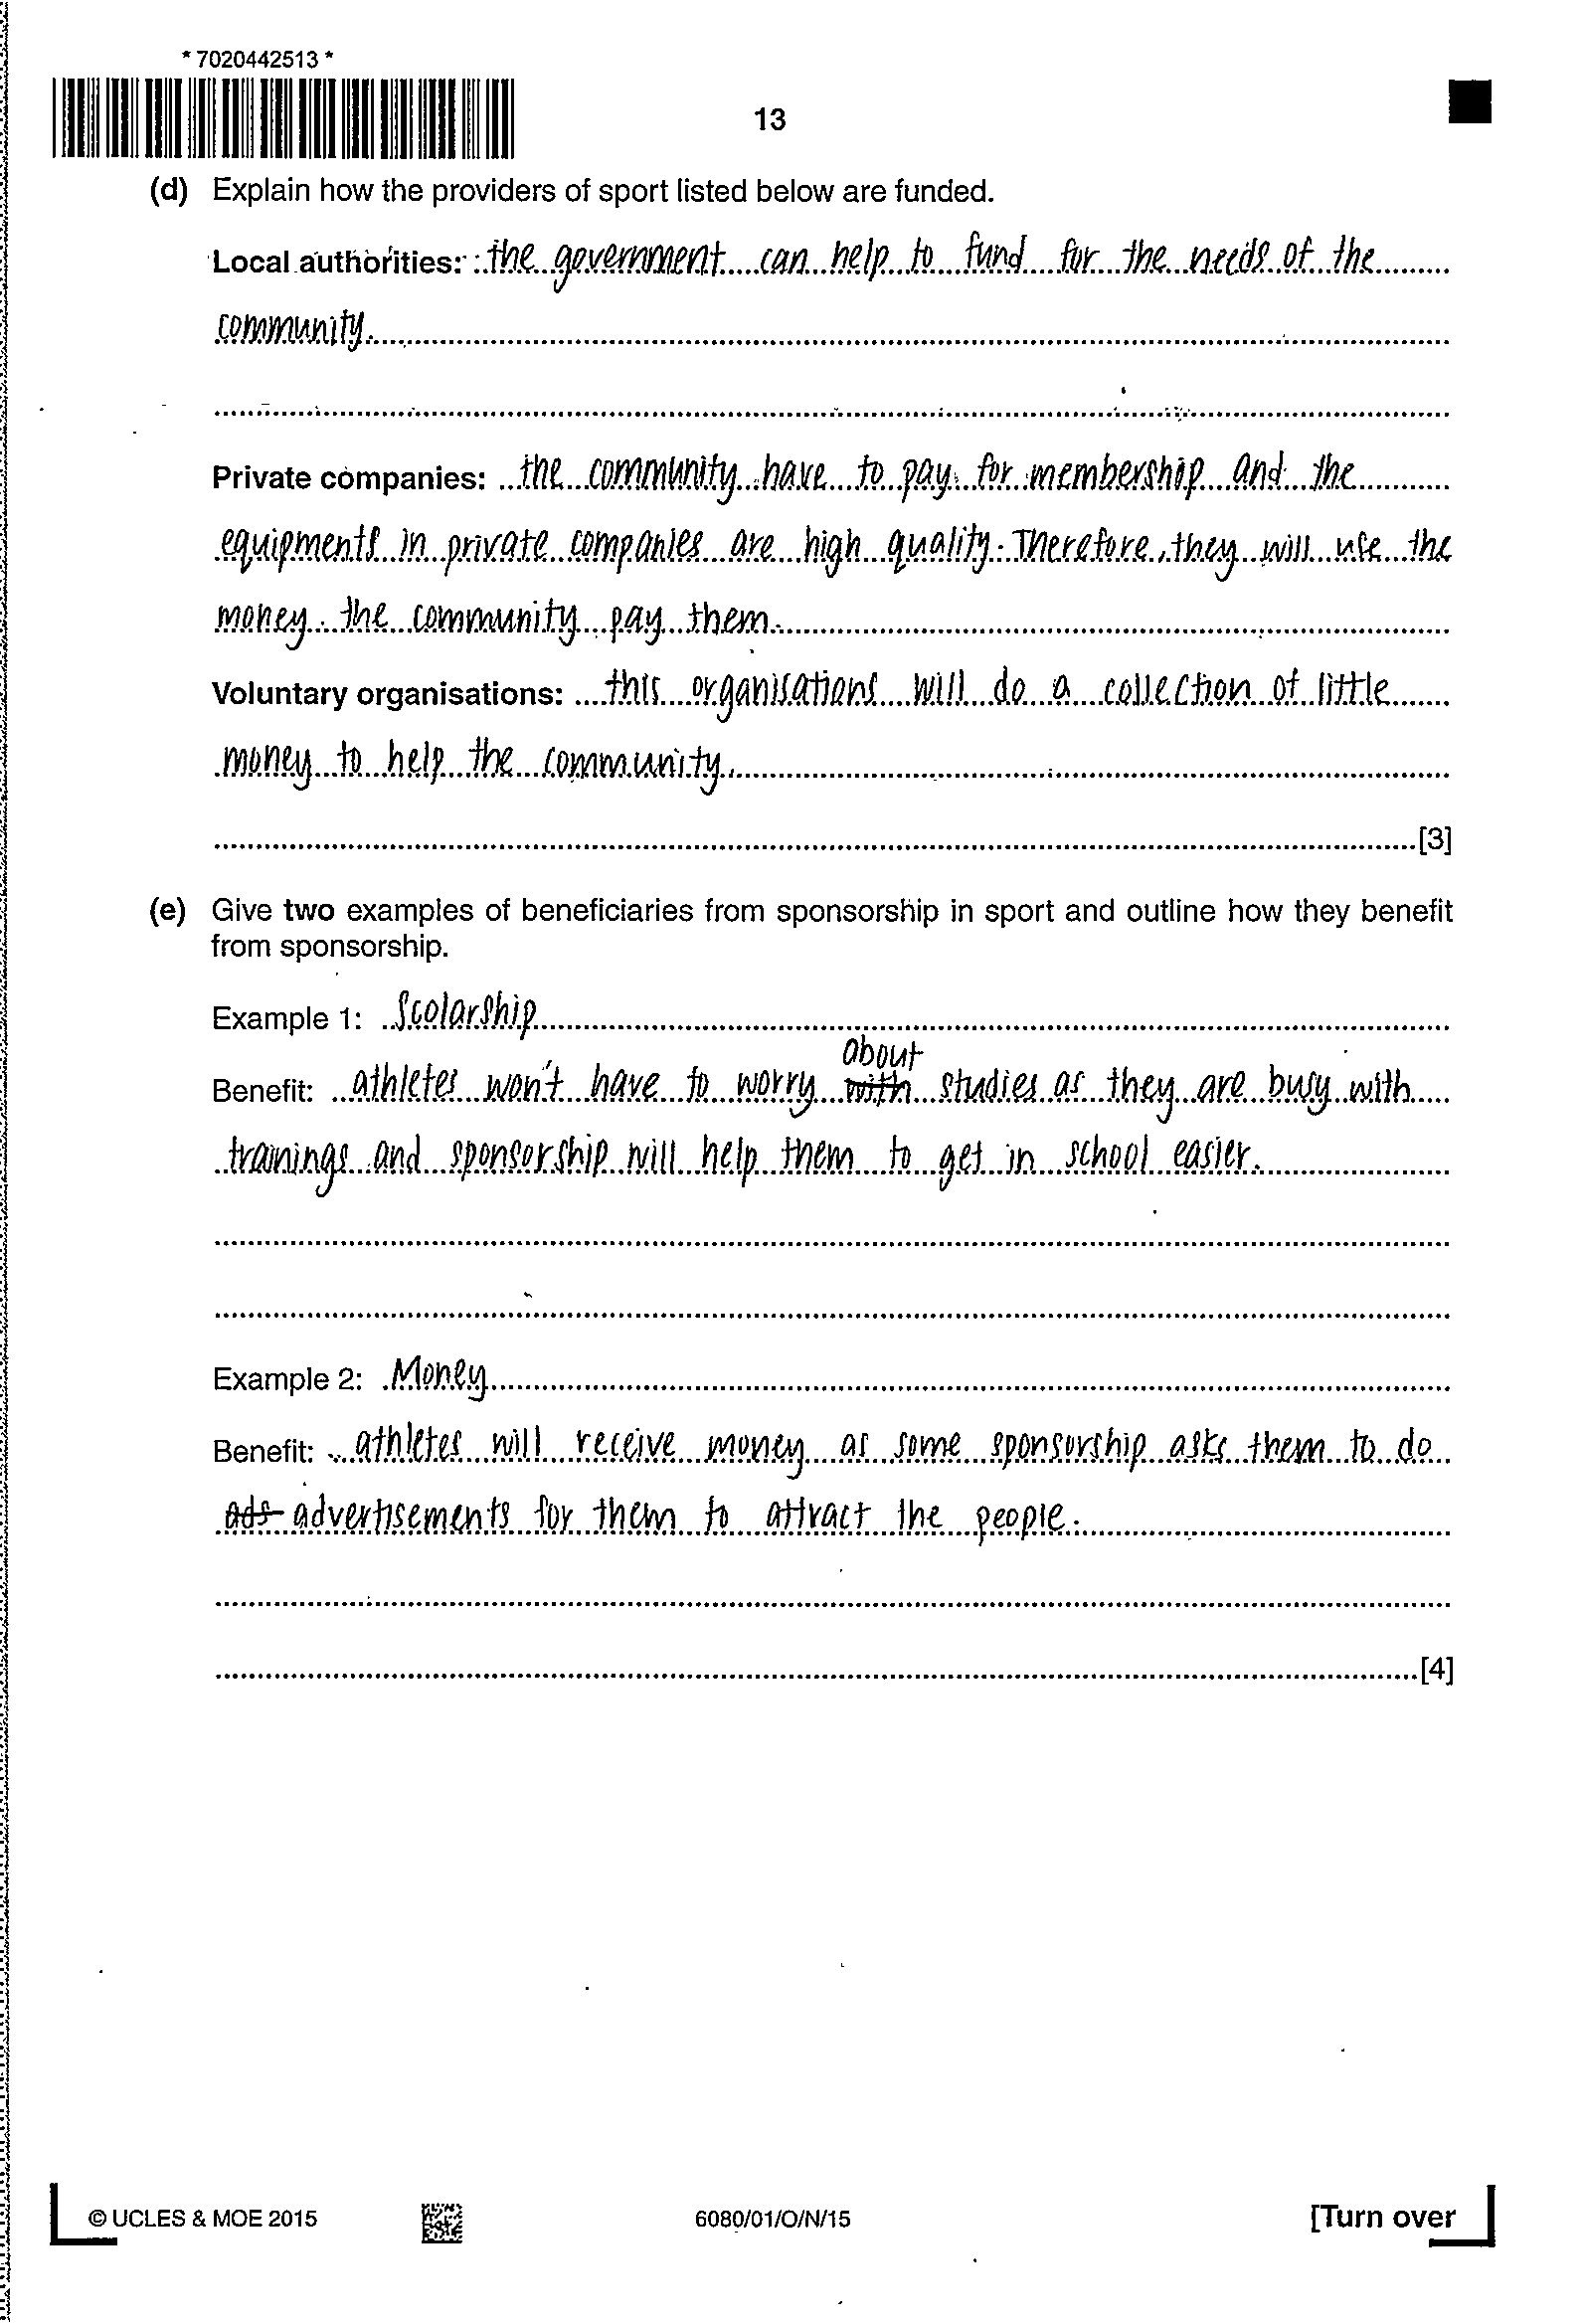 * 7020442513 *
13
(d) Explain how the providers of sport listed below are funded.
Local authorities: the government can help to fund for the needs of the
community.
Private companies: the community have to pay for membership and the
equipments in private companies are high quality. Therefore, they will use the
money the community pay them.
Voluntary organisations: this organisations will do a collection of little
money to help the community.
[3]
(e) Give two examples of beneficiaries from sponsorship in sport and outline how they benefit
from sponsorship.
Example 1: Scolarship
about
Benefit: athletes won't have to worry with studies as they are busy with
trainings and sponsorship will help them to get in school easier.
Example 2: Money
Benefit: athletes will receive money as some sponsorship asks them to do
ads advertisements for them to attract the people.
[4]
© UCLES & MOE 2015
6080/01/O/N/15
[Turn over